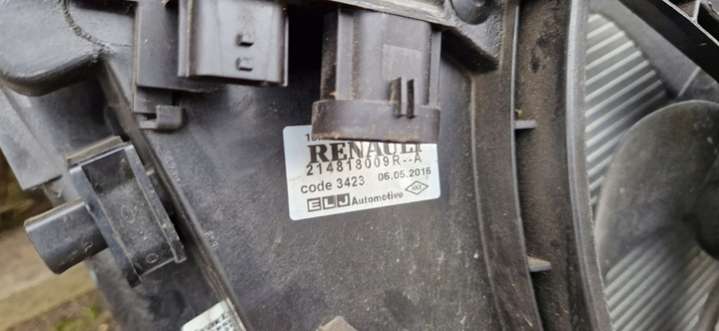 RENAULT
214818009R--A
code 3423 06.05.2016
ELJ Automotive